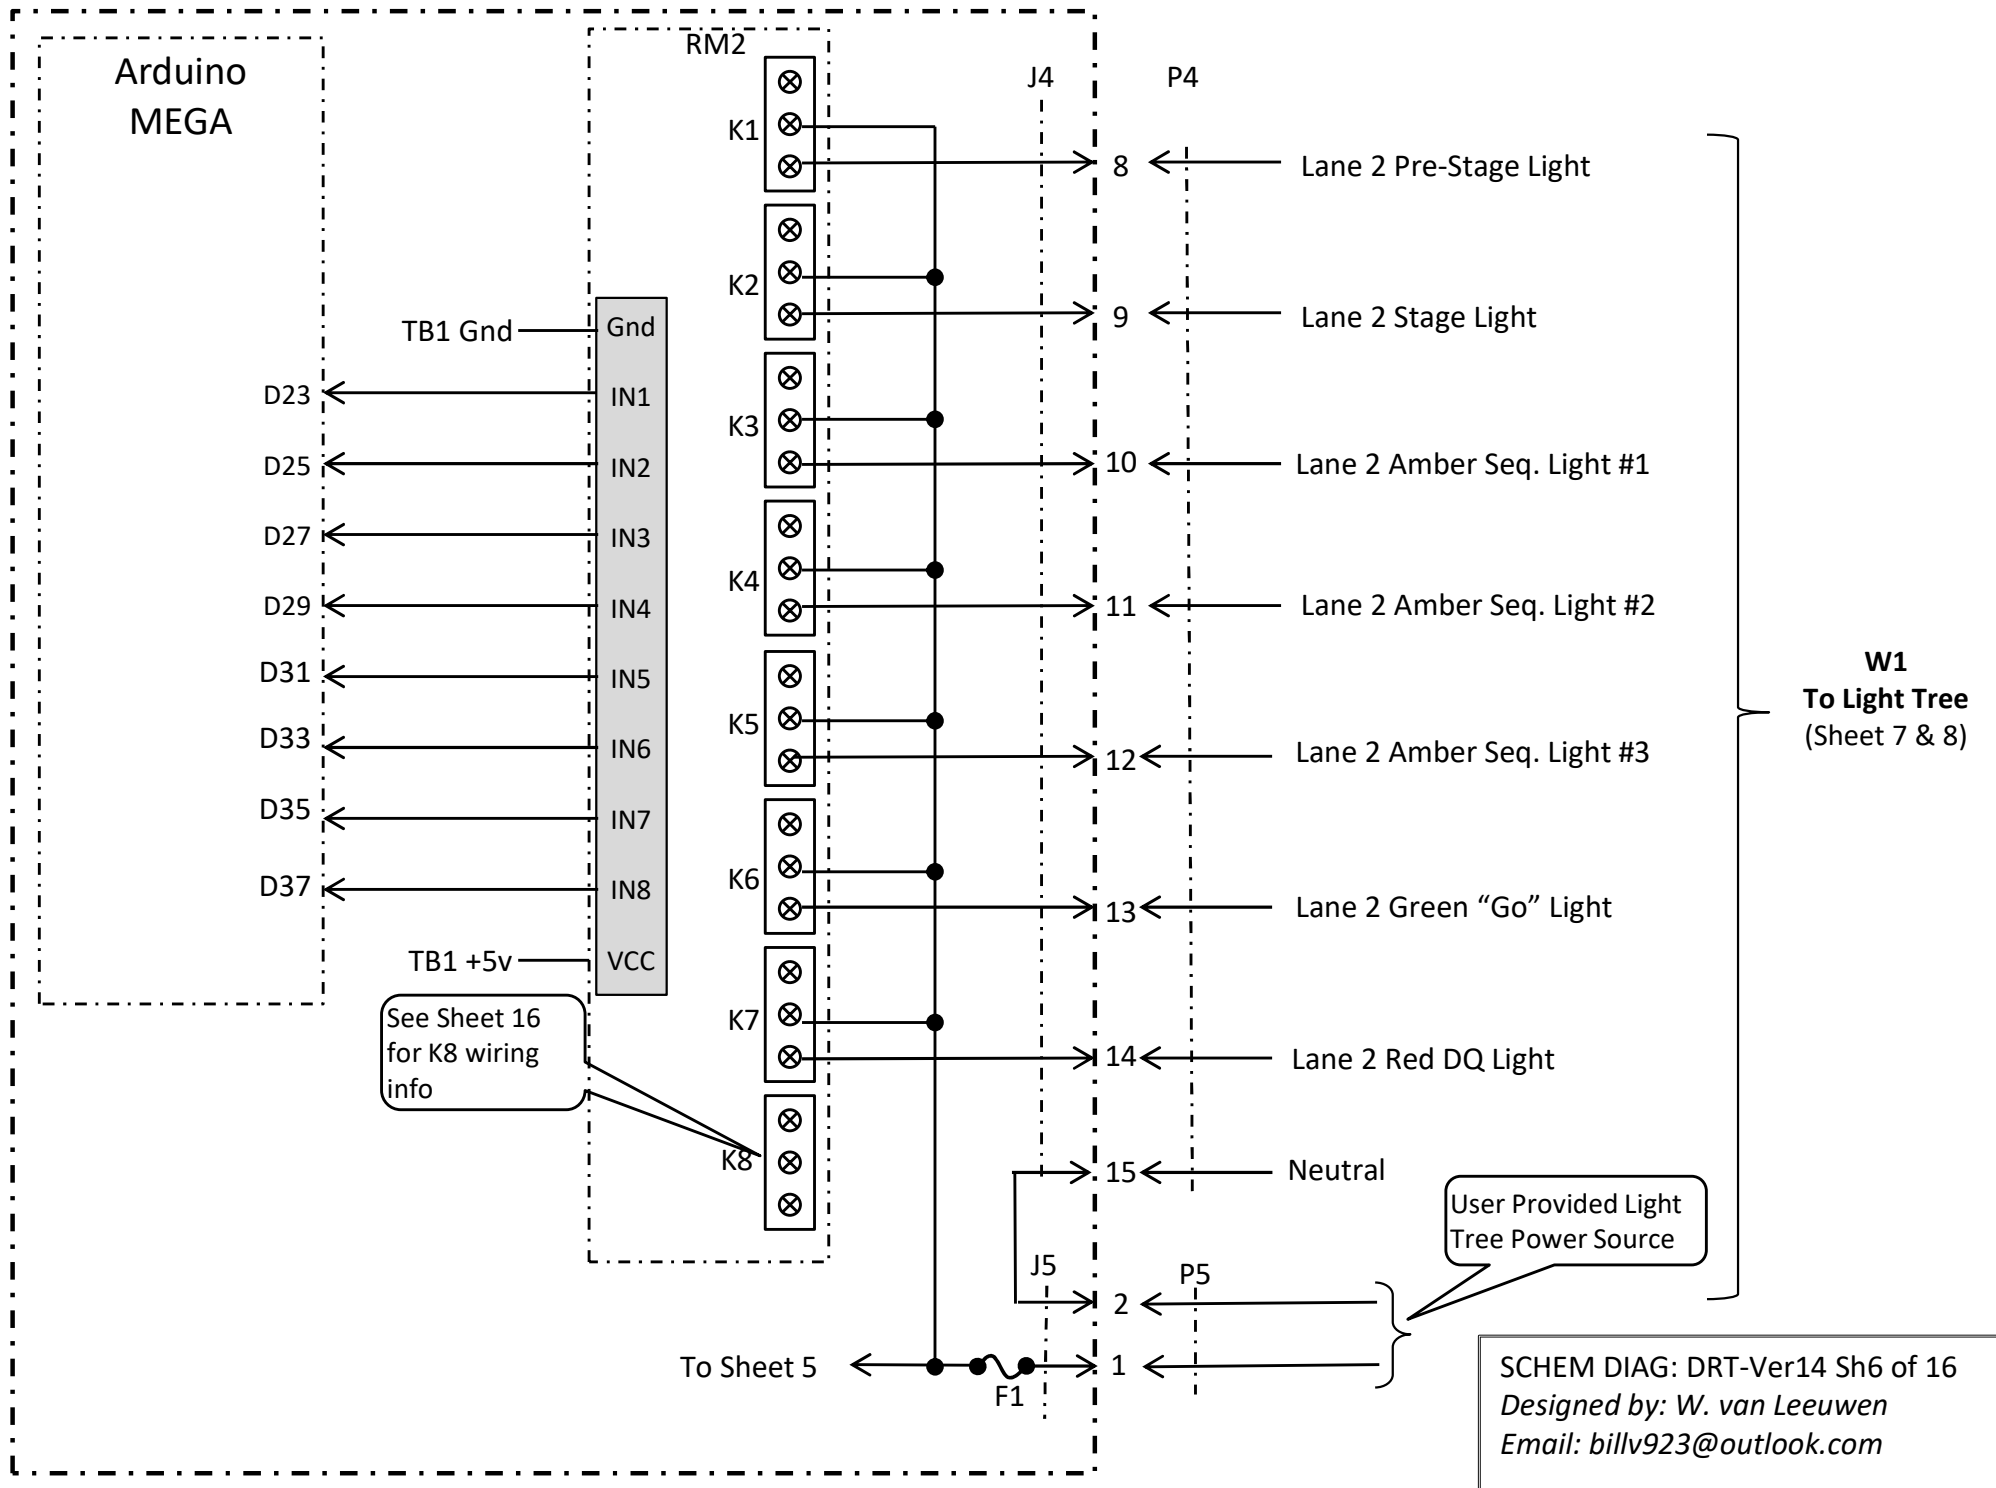 Arduino
MEGA
RM2
J4
P4
K1
8
Lane 2 Pre-Stage Light
K2
9
Lane 2 Stage Light
TB1 Gnd
Gnd
D23
IN1
K3
10
Lane 2 Amber Seq. Light #1
D25
IN2
D27
IN3
K4
11
Lane 2 Amber Seq. Light #2
D29
IN4
D31
IN5
K5
12
Lane 2 Amber Seq. Light #3
W1
To Light Tree
(Sheet 7 & 8)
D33
IN6
D35
IN7
K6
13
Lane 2 Green “Go” Light
D37
IN8
TB1 +5v
VCC
K7
14
Lane 2 Red DQ Light
See Sheet 16
for K8 wiring
info
K8
15
Neutral
User Provided Light
Tree Power Source
J5
P5
2
To Sheet 5
F1
1
SCHEM DIAG: DRT-Ver14 Sh6 of 16
Designed by: W. van Leeuwen
Email: billv923@outlook.com